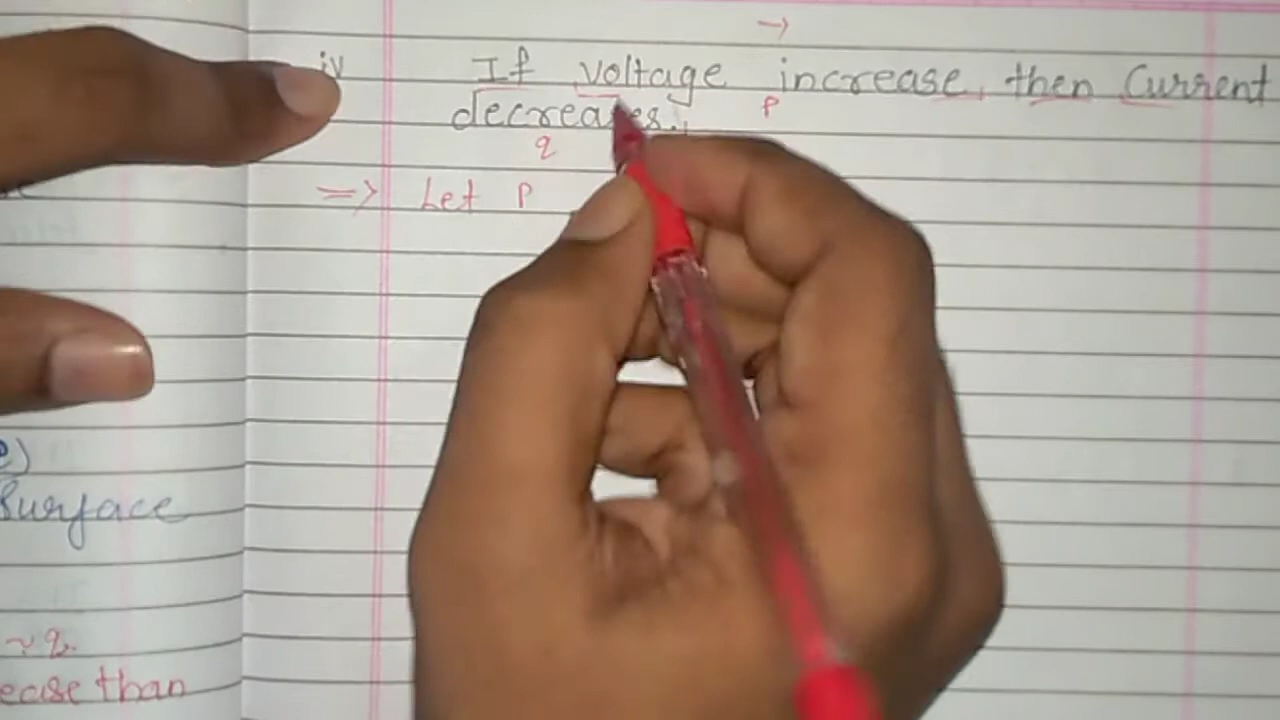 →
iv If voltage increase, then Current
decreases.
p
q
=> Let P
Surface
~q.
ease than